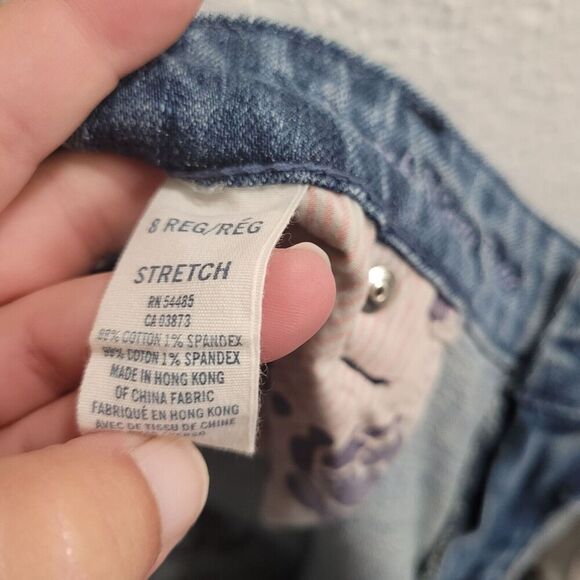 8 REG/RÉG
STRETCH
RN 54485
CA 03873
99% COTTON 1% SPANDEX
99% COTON 1% SPANDEX
MADE IN HONG KONG
OF CHINA FABRIC
FABRIQUÉ EN HONG KONG
AVEC DE TISSU DE CHINE